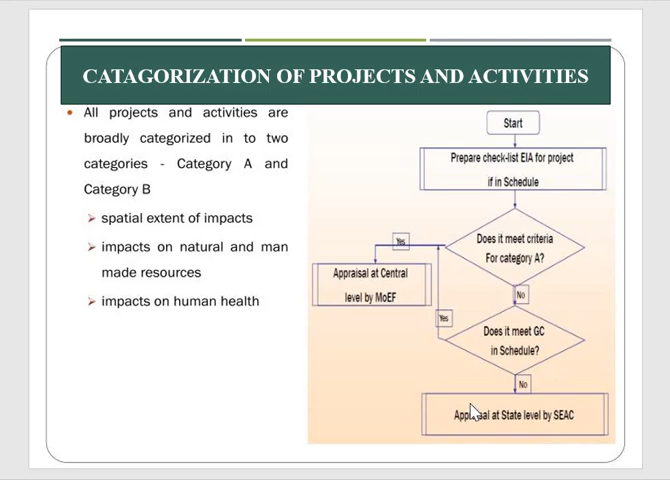 CATAGORIZATION OF PROJECTS AND ACTIVITIES
All projects and activities are
broadly categorized in to two
categories - Category A and
Category B
spatial extent of impacts
impacts on natural and man
made resources
impacts on human health
Start
Prepare check-list EIA for project
if in Schedule
Does it meet criteria
For category A?
Yes
Appraisal at Central
level by MoEF
No
Does it meet GC
in Schedule?
Yes
No
Appraisal at State level by SEAC